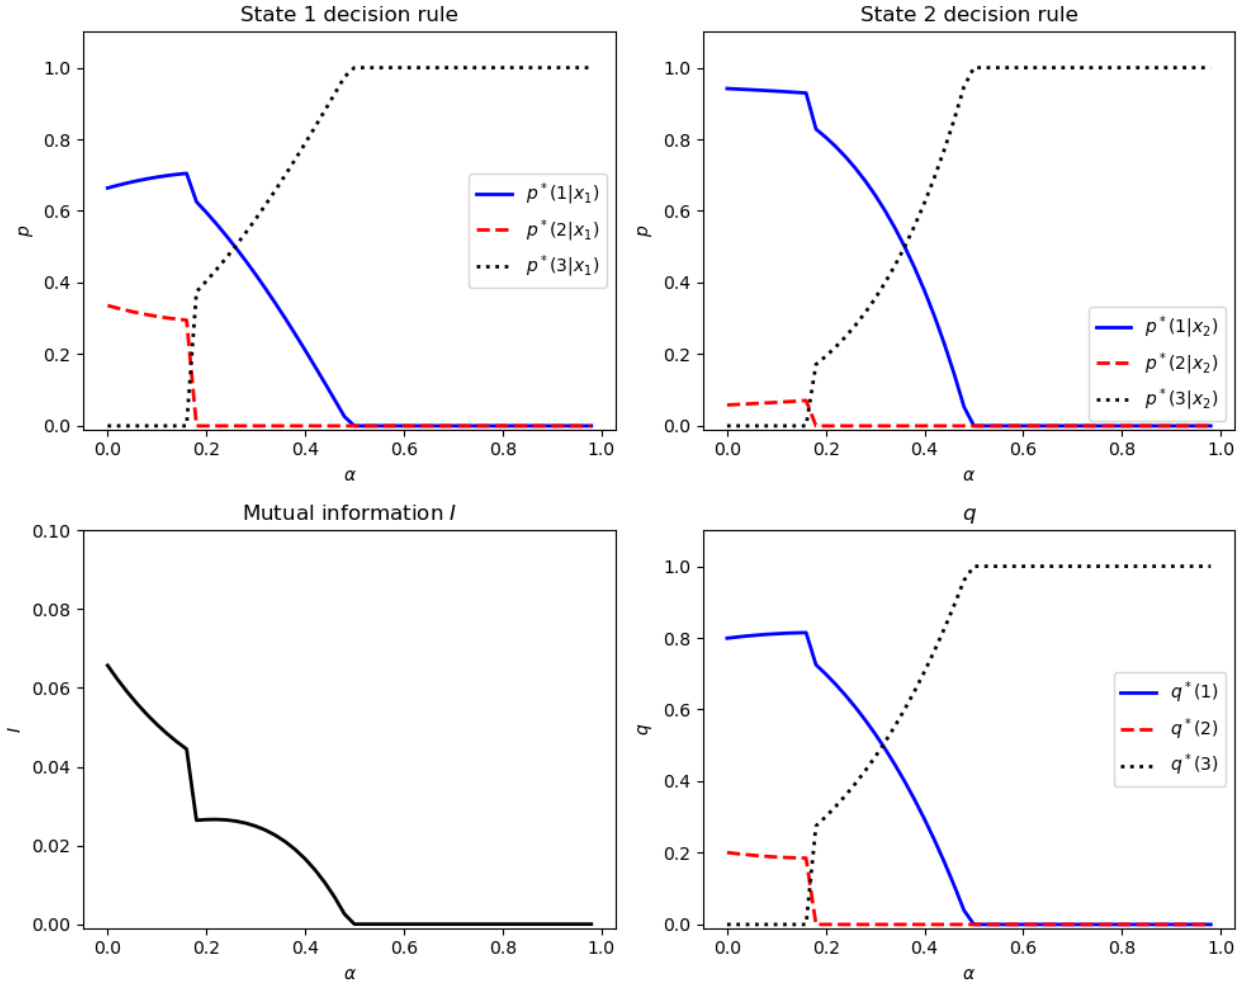 State 1 decision rule
1.0
0.8
0.6
0.4
0.2
0.0
p
p*(1|x₁)
p*(2|x₁)
p*(3|x₁)
0.0 0.2 0.4 0.6 0.8 1.0
α
State 2 decision rule
1.0
0.8
0.6
0.4
0.2
0.0
p
p*(1|x₂)
p*(2|x₂)
p*(3|x₂)
0.0 0.2 0.4 0.6 0.8 1.0
α
Mutual information I
0.10
0.08
0.06
0.04
0.02
0.00
I
0.0 0.2 0.4 0.6 0.8 1.0
α
q
1.0
0.8
0.6
0.4
0.2
0.0
q
q*(1)
q*(2)
q*(3)
0.0 0.2 0.4 0.6 0.8 1.0
α